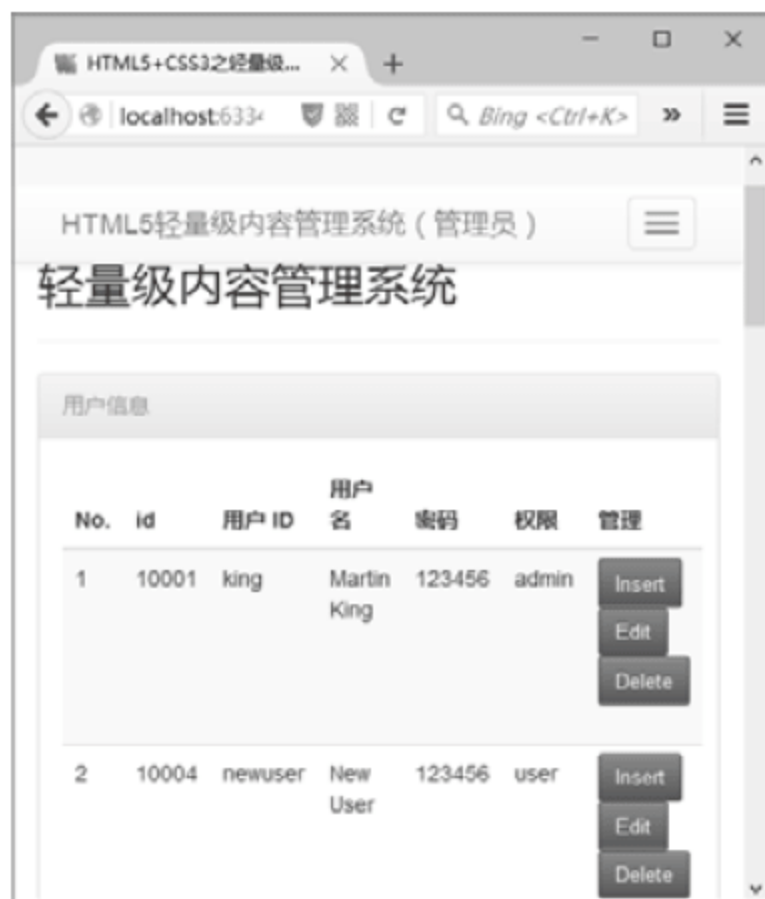 HTML5+CSS3之轻量级...
localhost:6334
Bing <Ctrl+K>
HTML5轻量级内容管理系统（管理员）
轻量级内容管理系统
用户信息
No. id 用户 ID 用户名 密码 权限 管理
1 10001 king Martin King 123456 admin Insert
Edit
Delete
2 10004 newuser New User 123456 user Insert
Edit
Delete